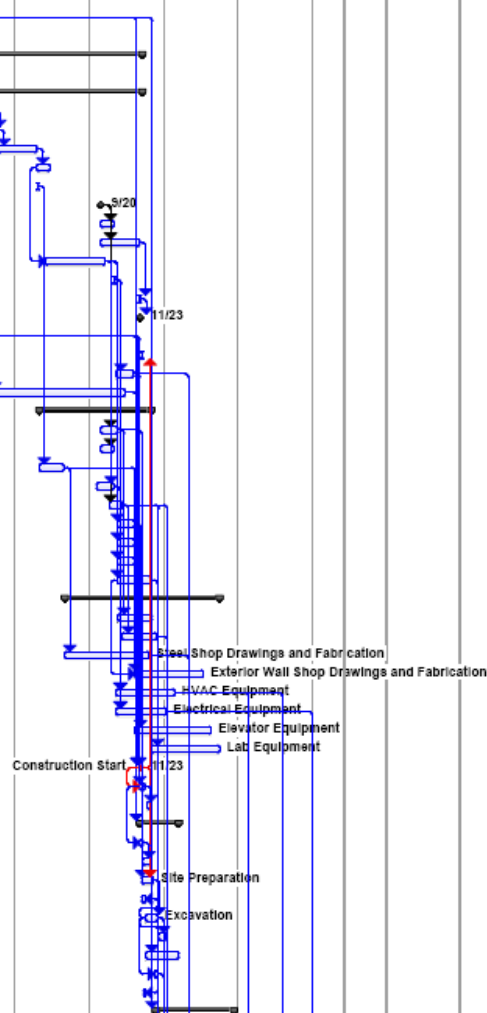 9/20
11/23
Steel Shop Drawings and Fabrication
Exterior Wall Shop Drawings and Fabrication
HVAC Equipment
Electrical Equipment
Elevator Equipment
Lab Equipment
Construction Start 11/23
Site Preparation
Excavation